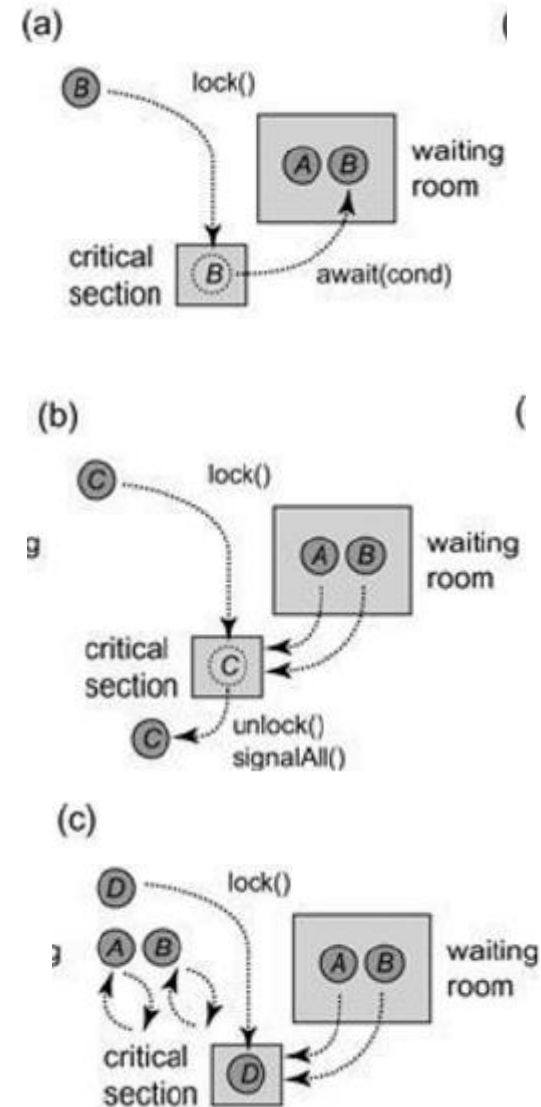 (a)
B
lock()
A B
waiting
room
critical
section
B
await(cond)
(b)
C
lock()
g
A B
waiting
room
critical
section
C
C
unlock()
signalAll()
(c)
D
lock()
g
A B
A B
waiting
room
critical
section
D